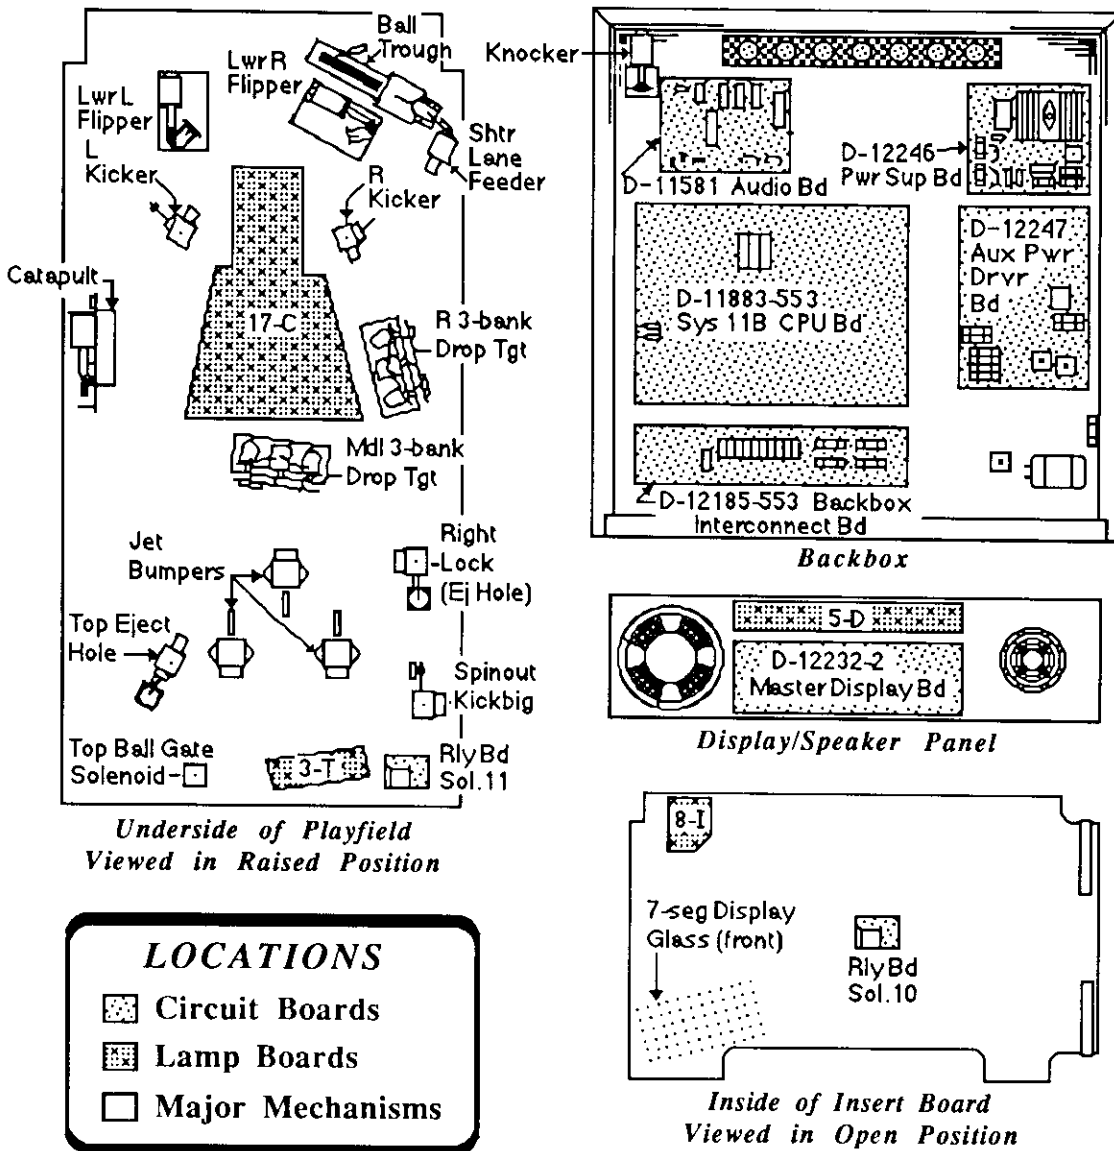 Ball
Trough
Lwr R
Flipper
Lwr L
Flipper
L
Kicker
Shtr
Lane
Feeder
R
Kicker
Catapult
17-C
R 3-bank
Drop Tgt
Mdl 3-bank
Drop Tgt
Jet
Bumpers
Right
Lock
(Ej Hole)
Top Eject
Hole
Spinout
Kickbig
Top Ball Gate
Solenoid
3-T
Rly Bd
Sol.11
Underside of Playfield
Viewed in Raised Position
LOCATIONS
Circuit Boards
Lamp Boards
Major Mechanisms
Knocker
D-11581 Audio Bd
D-12246
Pwr Sup Bd
D-12247
Aux Pwr
Drvr
Bd
D-11883-553
Sys 11B CPU Bd
D-12185-553 Backbox
Interconnect Bd
Backbox
5-D
D-12232-2
Master Display Bd
Display/Speaker Panel
8-I
7-seg Display
Glass (front)
Rly Bd
Sol.10
Inside of Insert Board
Viewed in Open Position